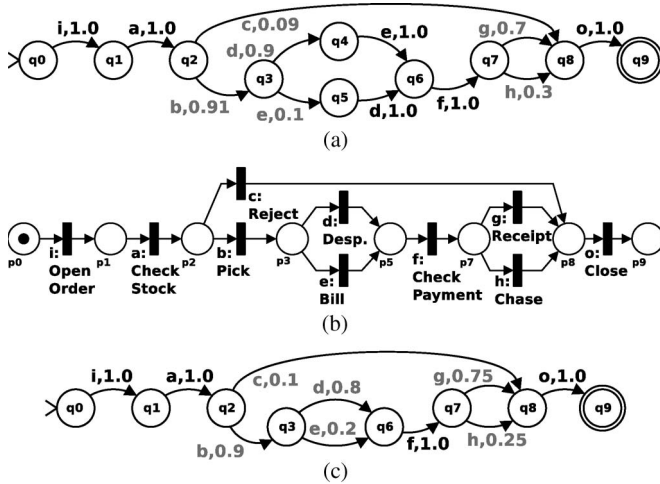 c,0.09
g,0.7
i,1.0 a,1.0 d,0.9 q4 e,1.0 o,1.0
q0 q1 q2 q3 q6 q7 q8 q9
b,0.91 e,0.1 q5 d,1.0 f,1.0 h,0.3
(a)
c:
Reject
d: g:
Desp. Receipt
p0 i: p1 a: p2 b: p3 e: p5 f: p7 h: p8 o: p9
Open Check Pick Bill Check Chase Close
Order Stock Payment
(b)
i,1.0 a,1.0 c,0.1 d,0.8 g,0.75 o,1.0
q0 q1 q2 q3 e,0.2 q6 q7 q8 q9
b,0.9 f,1.0 h,0.25
(c)